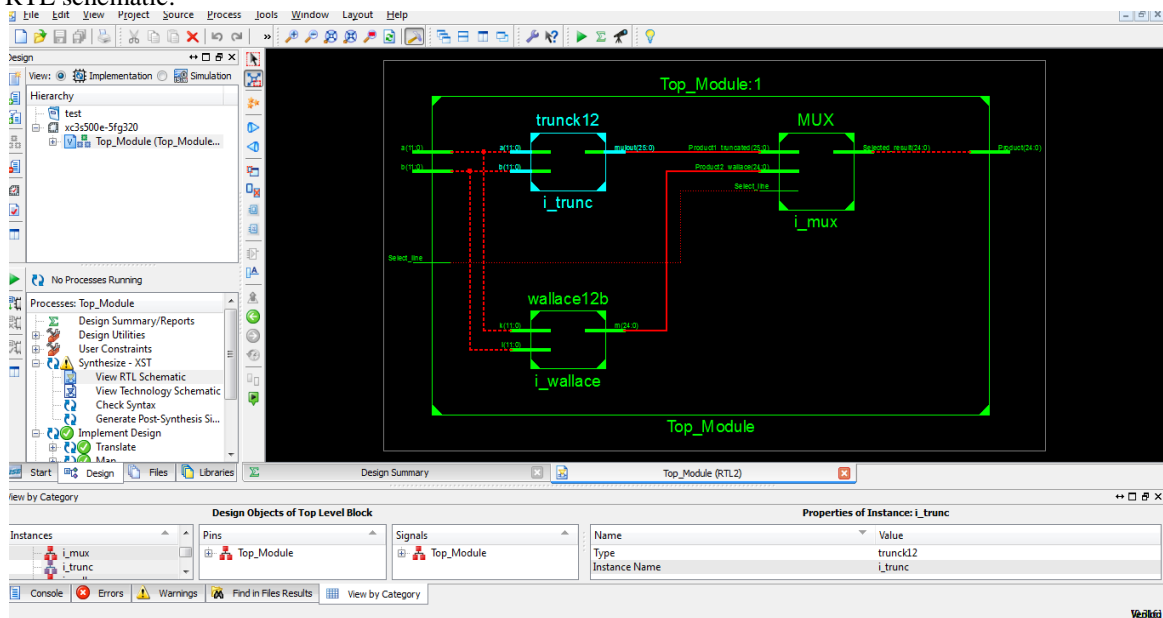 RTL schematic:
File Edit View Project Source Process Tools Window Layout Help
Design
View: Implementation Simulation
Hierarchy
test
xc3s500e-5fg320
Top_Module (Top_Module...
No Processes Running
Processes: Top_Module
Design Summary/Reports
Design Utilities
User Constraints
Synthesize - XST
View RTL Schematic
View Technology Schematic
Check Syntax
Generate Post-Synthesis Si...
Implement Design
Translate
Map
Start Design Files Libraries
Top_Module:1
trunck12
MUX
a(11:0)
a(11:0)
mulout(25:0)
Product1_truncated(25:0)
Selected_result(24:0)
Product(24:0)
b(11:0)
b(11:0)
Product2_wallace(24:0)
Select_line
i_trunc
i_mux
Select_line
wallace12b
k(11:0)
m(24:0)
l(11:0)
i_wallace
Top_Module
Design Summary
Top_Module (RTL2)
View by Category
Design Objects of Top Level Block
Properties of Instance: i_trunc
Instances
Pins
Signals
Name Value
i_mux
Top_Module
Top_Module
Type trunck12
i_trunc
Instance Name i_trunc
Console Errors Warnings Find in Files Results View by Category